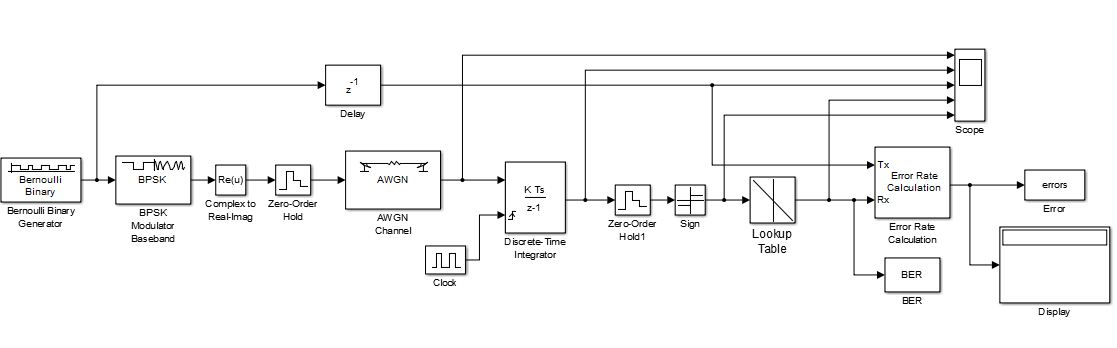 -1
z
Delay
Scope
Bernoulli
Binary
Bernoulli Binary
Generator
BPSK
BPSK
Modulator
Baseband
Re(u)
Complex to
Real-Imag
Zero-Order
Hold
AWGN
AWGN
Channel
K Ts
z-1
Discrete-Time
Integrator
Clock
Zero-Order
Hold1
Sign
Lookup
Table
Tx
Error Rate
Calculation
Rx
Error Rate
Calculation
errors
Error
BER
BER
Display